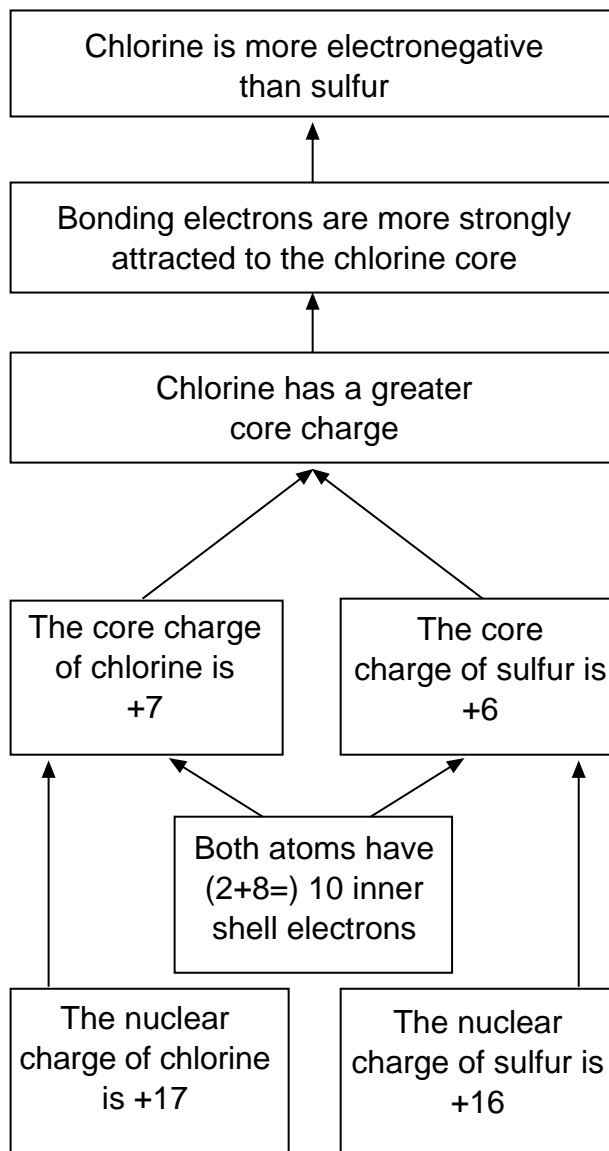 Chlorine is more electronegative
than sulfur
Bonding electrons are more strongly
attracted to the chlorine core
Chlorine has a greater
core charge
The core charge
of chlorine is
+7
The core
charge of sulfur is
+6
Both atoms have
(2+8=) 10 inner
shell electrons
The nuclear
charge of chlorine
is +17
The nuclear
charge of sulfur is
+16